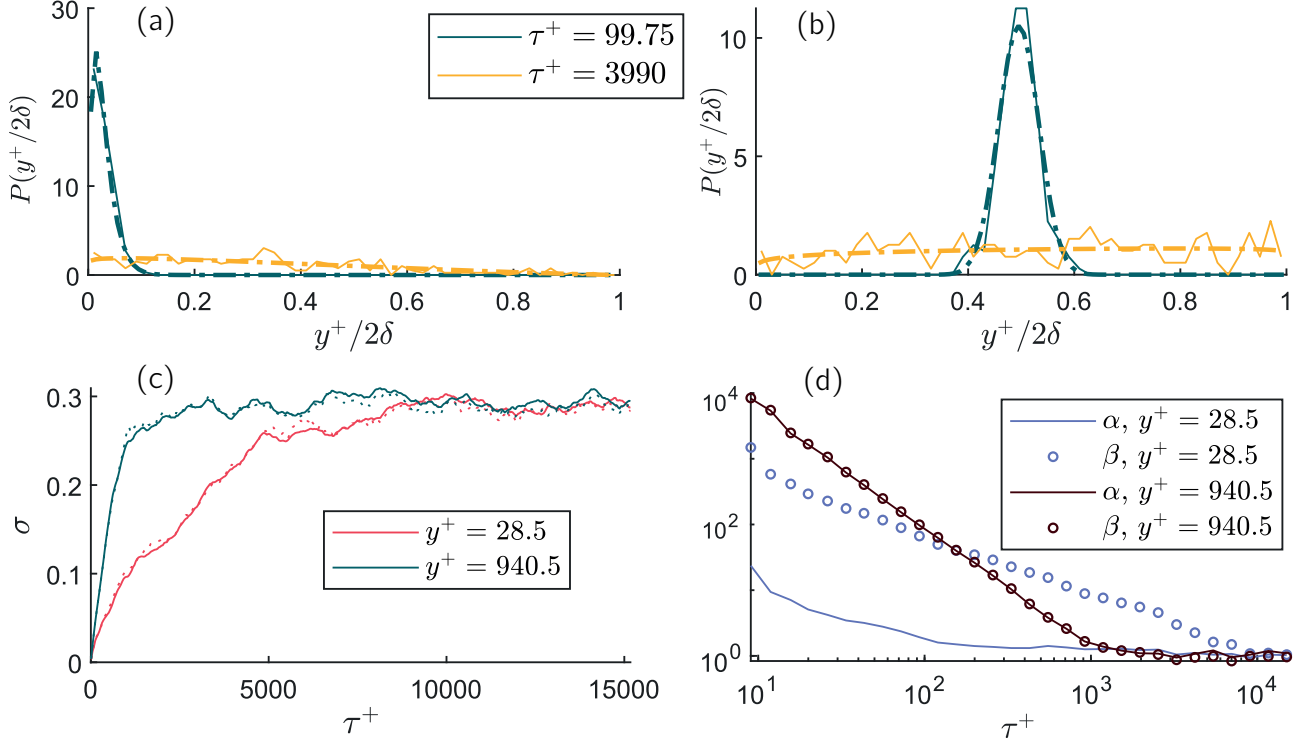 (a)
τ⁺ = 99.75
τ⁺ = 3990
P(y⁺/2δ)
30
20
10
0
0 0.2 0.4 0.6 0.8 1
y⁺/2δ
(b)
P(y⁺/2δ)
10
5
0
0 0.2 0.4 0.6 0.8 1
y⁺/2δ
(c)
σ
0.3
0.2
0.1
0
y⁺ = 28.5
y⁺ = 940.5
0 5000 10000 15000
τ⁺
(d)
10⁴
10²
10⁰
α, y⁺ = 28.5
β, y⁺ = 28.5
α, y⁺ = 940.5
β, y⁺ = 940.5
10¹ 10² 10³ 10⁴
τ⁺